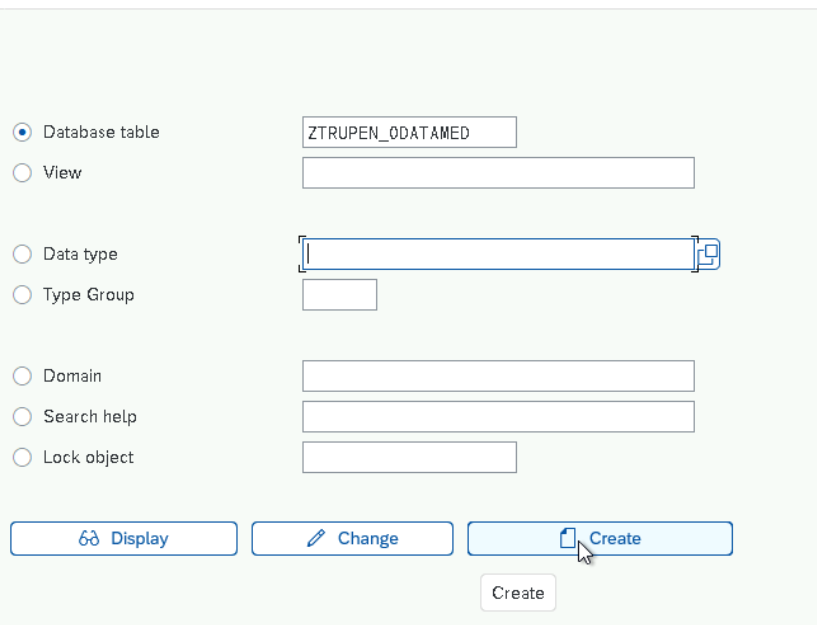 Database table ZTRUPEN_ODATAMED
View
Data type
Type Group
Domain
Search help
Lock object
Display Change Create
Create